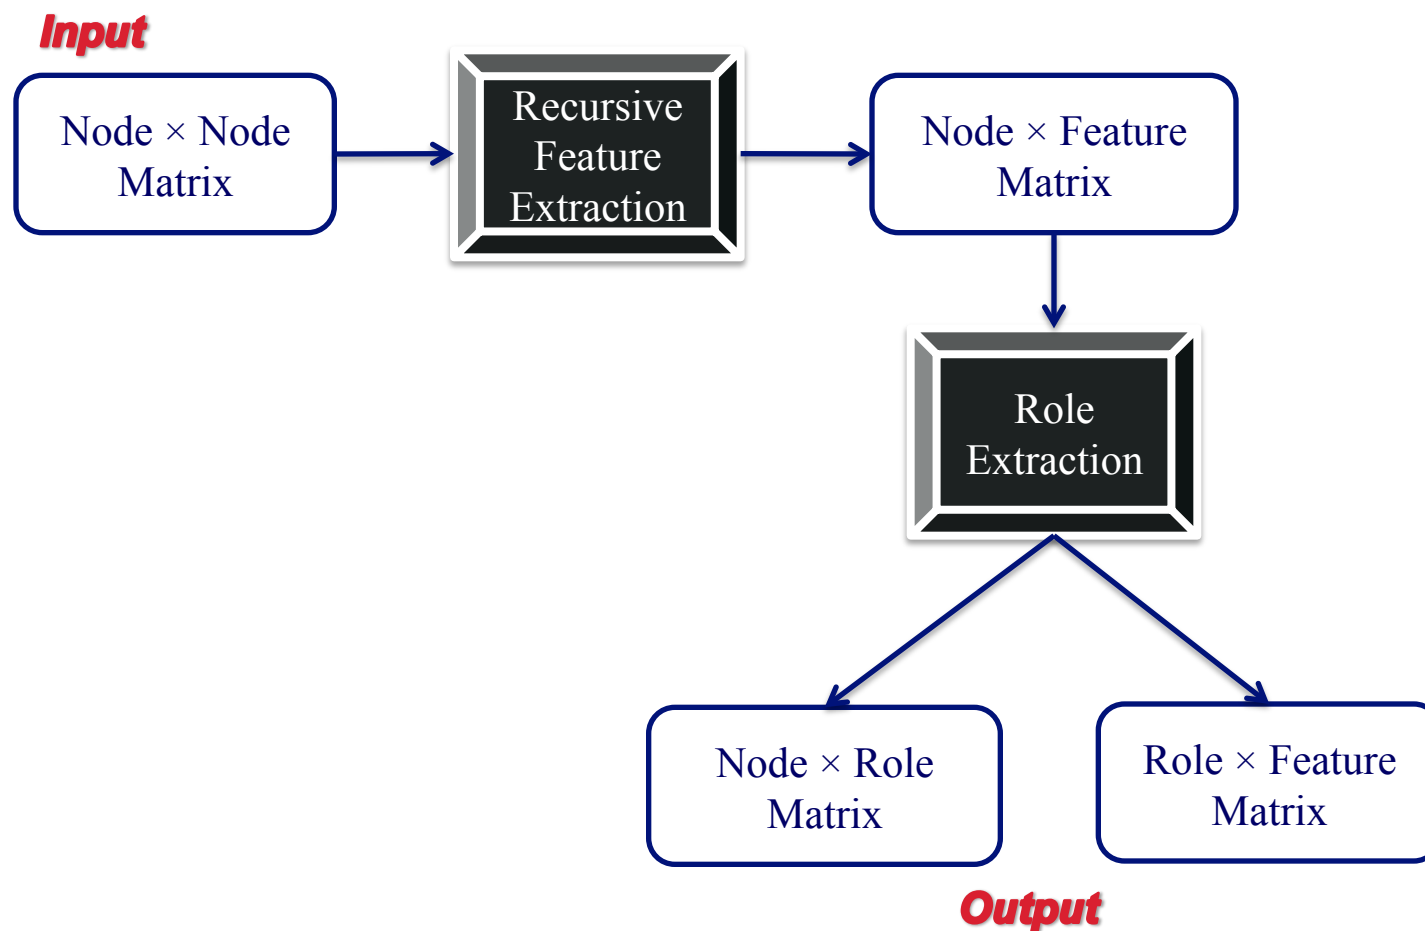 Input
Node × Node
Matrix
Recursive
Feature
Extraction
Node × Feature
Matrix
Role
Extraction
Node × Role
Matrix
Role × Feature
Matrix
Output